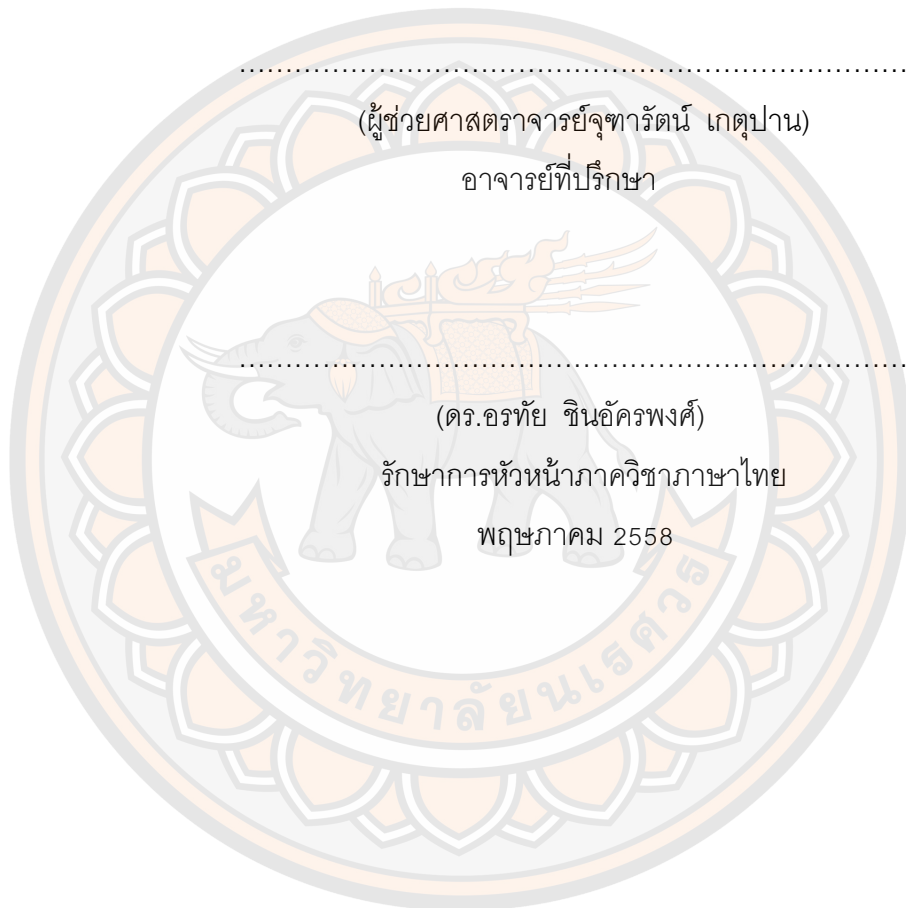 ................................................................................
(ผู้ช่วยศาสตราจารย์จุฑารัตน์  เกตุปาน)
อาจารย์ที่ปรึกษา
................................................................................
(ดร.อรทัย  ชินอัครพงศ์)
รักษาการหัวหน้าภาควิชาภาษาไทย
พฤษภาคม 2558
มหาวิทยาลัยนเรศวร